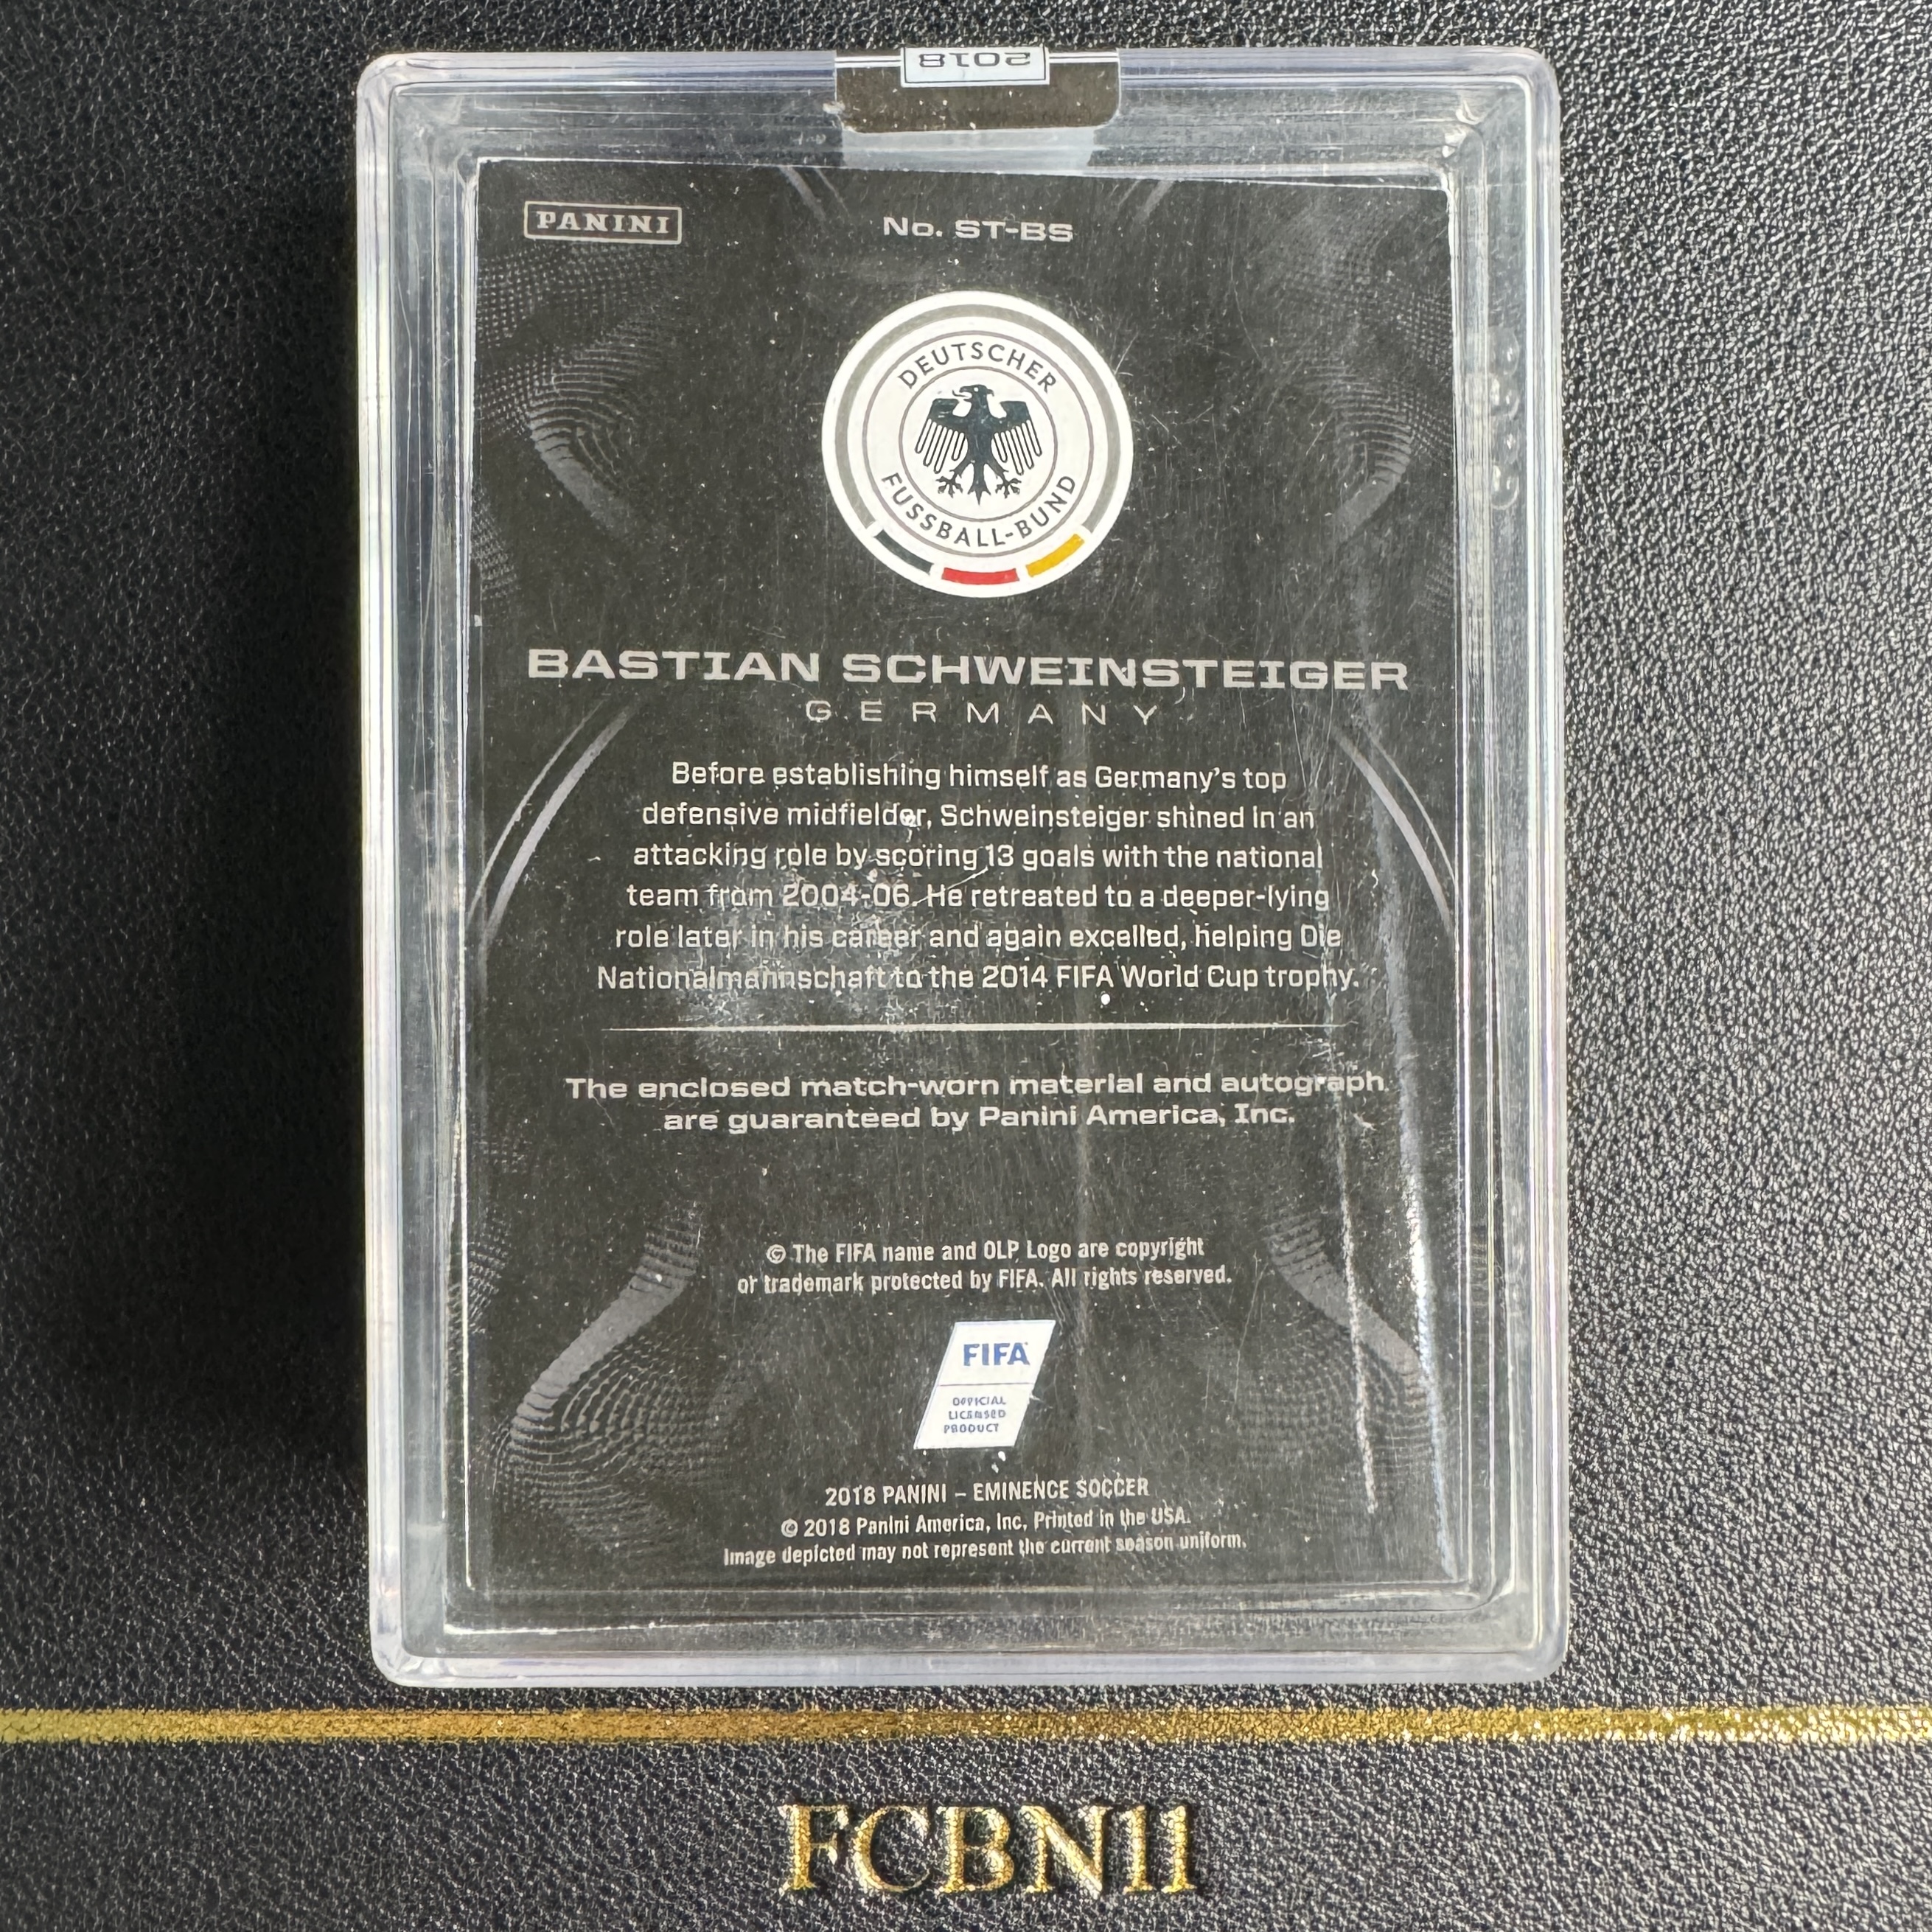 2018
PANINI
No. ST-BS
DEUTSCHER
FUSSBALL-BUND
BASTIAN SCHWEINSTEIGER
GERMANY
Before establishing himself as Germany's top
defensive midfielder, Schweinsteiger shined in an
attacking role by scoring 13 goals with the national
team from 2004-06. He retreated to a deeper-lying
role later in his career and again excelled, helping Die
Nationalmannschaft to the 2014 FIFA World Cup trophy.
The enclosed match-worn material and autograph
are guaranteed by Panini America, Inc.
© The FIFA name and OLP Logo are copyright
or trademark protected by FIFA. All rights reserved.
FIFA
OFFICIAL
LICENSED
PRODUCT
2018 PANINI – EMINENCE SOCCER
© 2018 Panini America, Inc. Printed in the USA.
Image depicted may not represent the current season uniform.
FCBN11